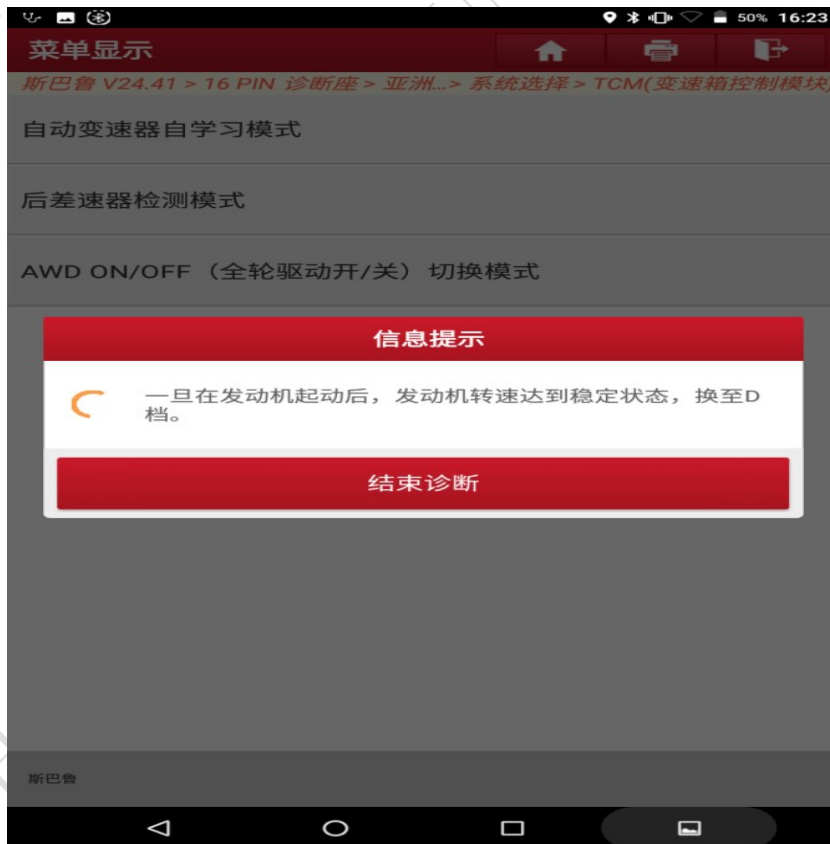 50% 16:23
菜单显示
斯巴鲁 V24.41 > 16 PIN 诊断座 > 亚洲...> 系统选择 > TCM(变速箱控制模块)
自动变速器自学习模式
后差速器检测模式
AWD ON/OFF（全轮驱动开/关）切换模式
信息提示
一旦在发动机起动后，发动机转速达到稳定状态，换至D
档。
结束诊断
斯巴鲁